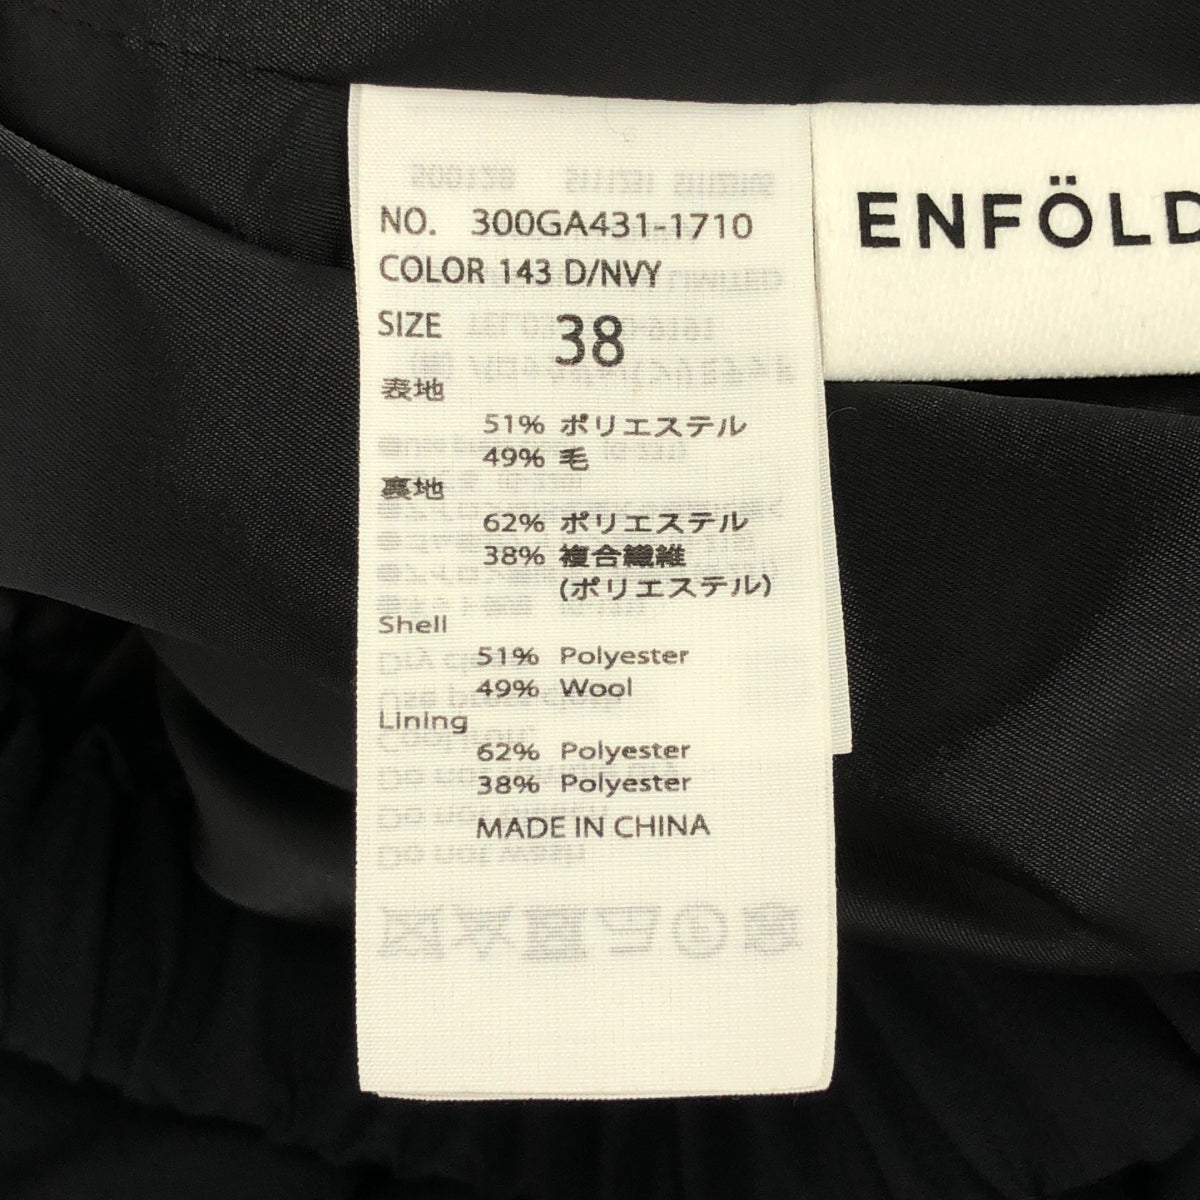 NO. 300GA431-1710
COLOR 143 D/NVY
SIZE 38
表地
51% ポリエステル
49% 毛
裏地
62% ポリエステル
38% 複合繊維
(ポリエステル)
Shell
51% Polyester
49% Wool
Lining
62% Polyester
38% Polyester
MADE IN CHINA
ENFÖLD